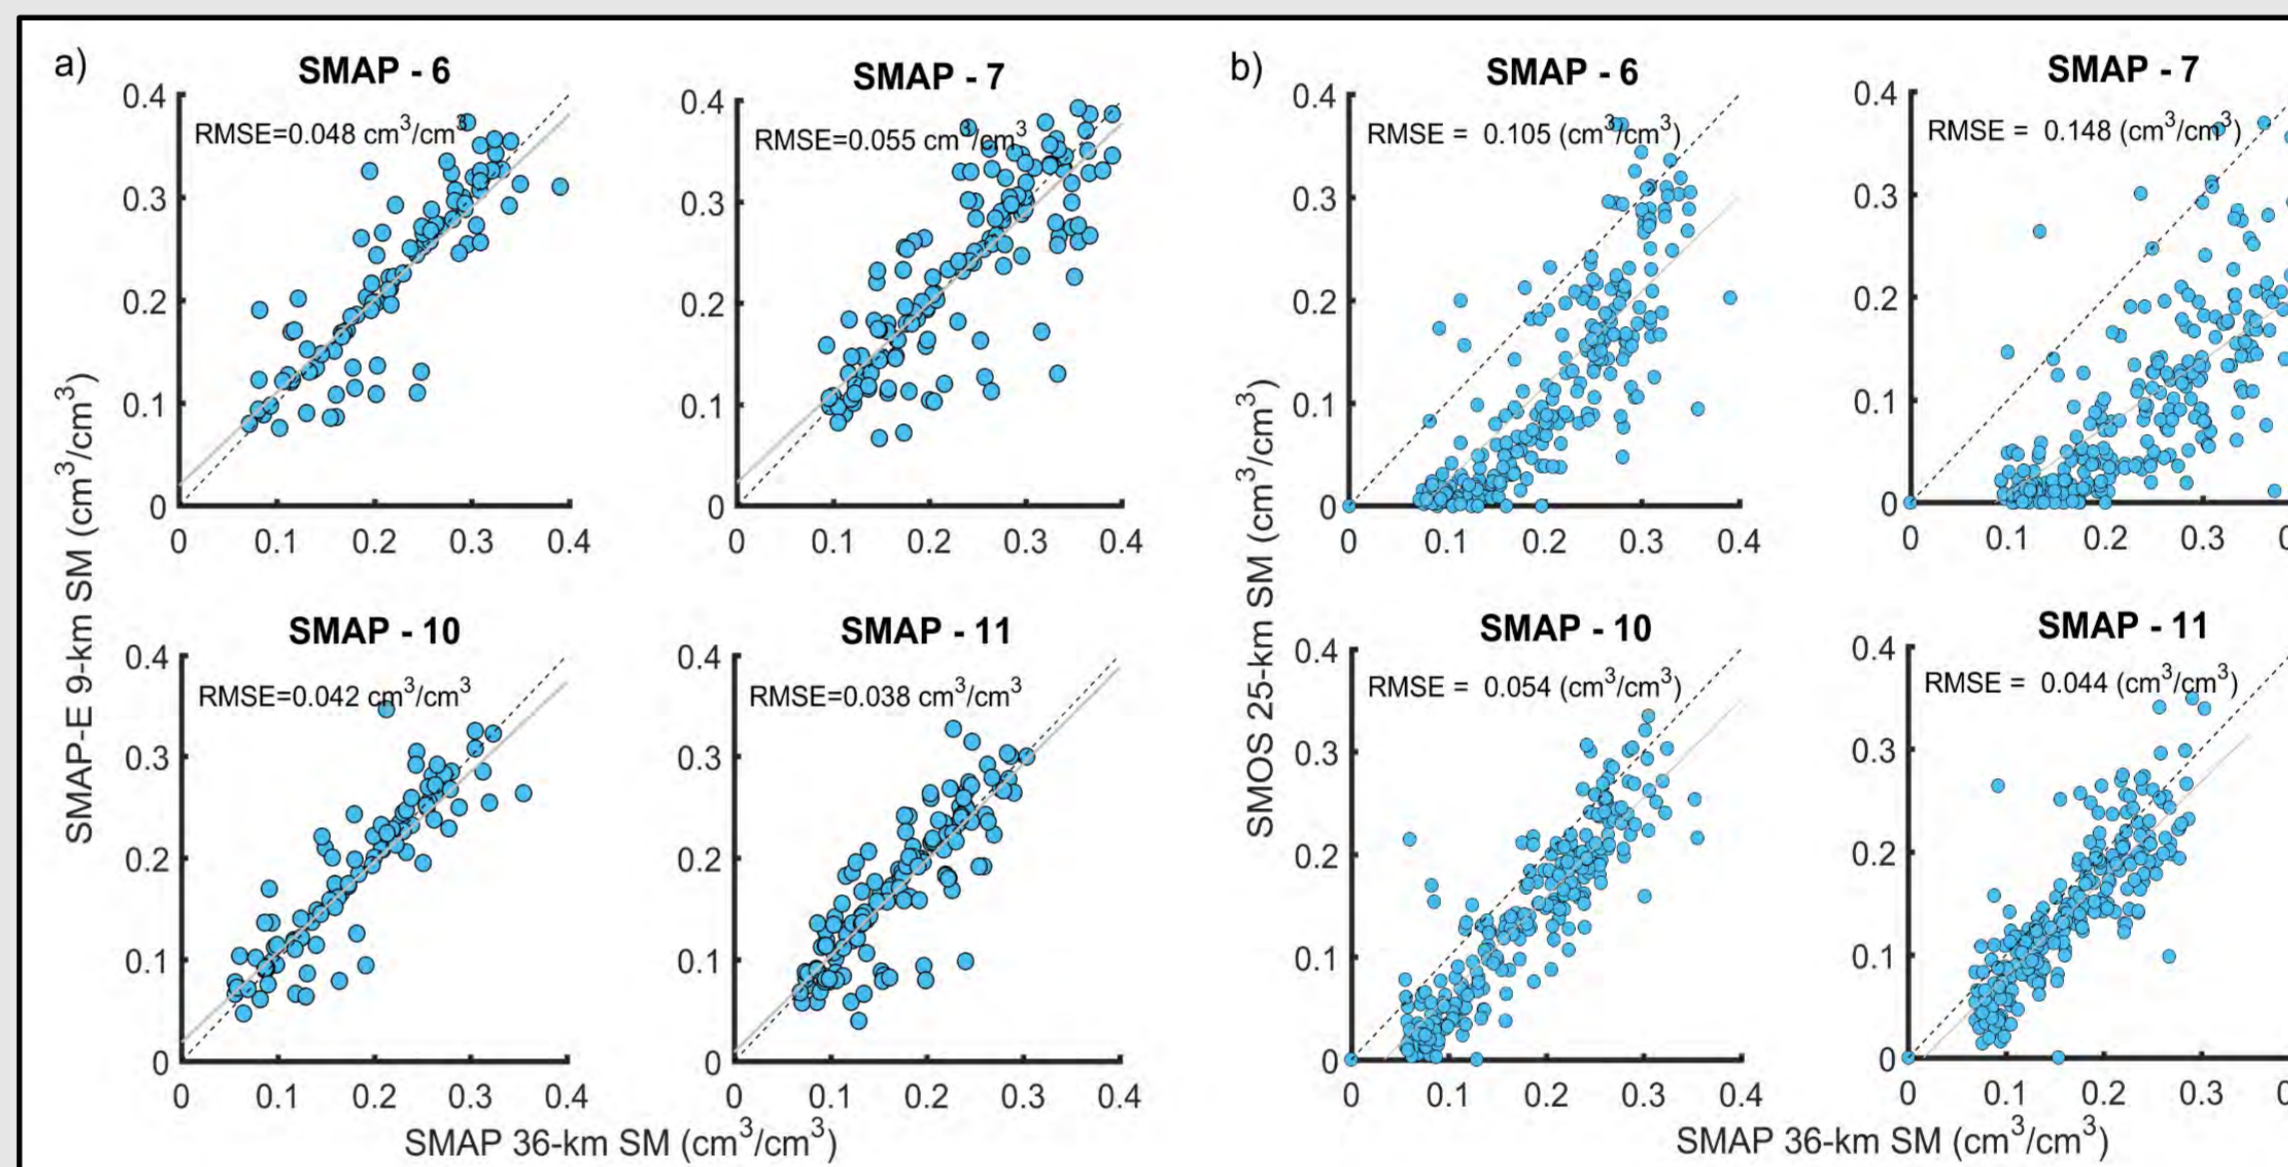 a)
SMAP - 6
RMSE=0.048 cm³/cm³
0.4
0.3
0.2
0.1
0
0 0.1 0.2 0.3 0.4
SMAP - 7
RMSE=0.055 cm³/cm³
0.4
0.3
0.2
0.1
0
0 0.1 0.2 0.3 0.4
SMAP-E 9-km SM (cm³/cm³)
SMAP - 10
RMSE=0.042 cm³/cm³
0.4
0.3
0.2
0.1
0
0 0.1 0.2 0.3 0.4
SMAP - 11
RMSE=0.038 cm³/cm³
0.4
0.3
0.2
0.1
0
0 0.1 0.2 0.3 0.4
SMAP 36-km SM (cm³/cm³)
b)
SMAP - 6
RMSE = 0.105 (cm³/cm³)
0.4
0.3
0.2
0.1
0
0 0.1 0.2 0.3 0.4
SMAP - 7
RMSE = 0.148 (cm³/cm³)
0.4
0.3
0.2
0.1
0
0 0.1 0.2 0.3
SMOS 25-km SM (cm³/cm³)
SMAP - 10
RMSE = 0.054 (cm³/cm³)
0.4
0.3
0.2
0.1
0
0 0.1 0.2 0.3 0.4
SMAP - 11
RMSE = 0.044 (cm³/cm³)
0.4
0.3
0.2
0.1
0
0 0.1 0.2 0.3
SMAP 36-km SM (cm³/cm³)